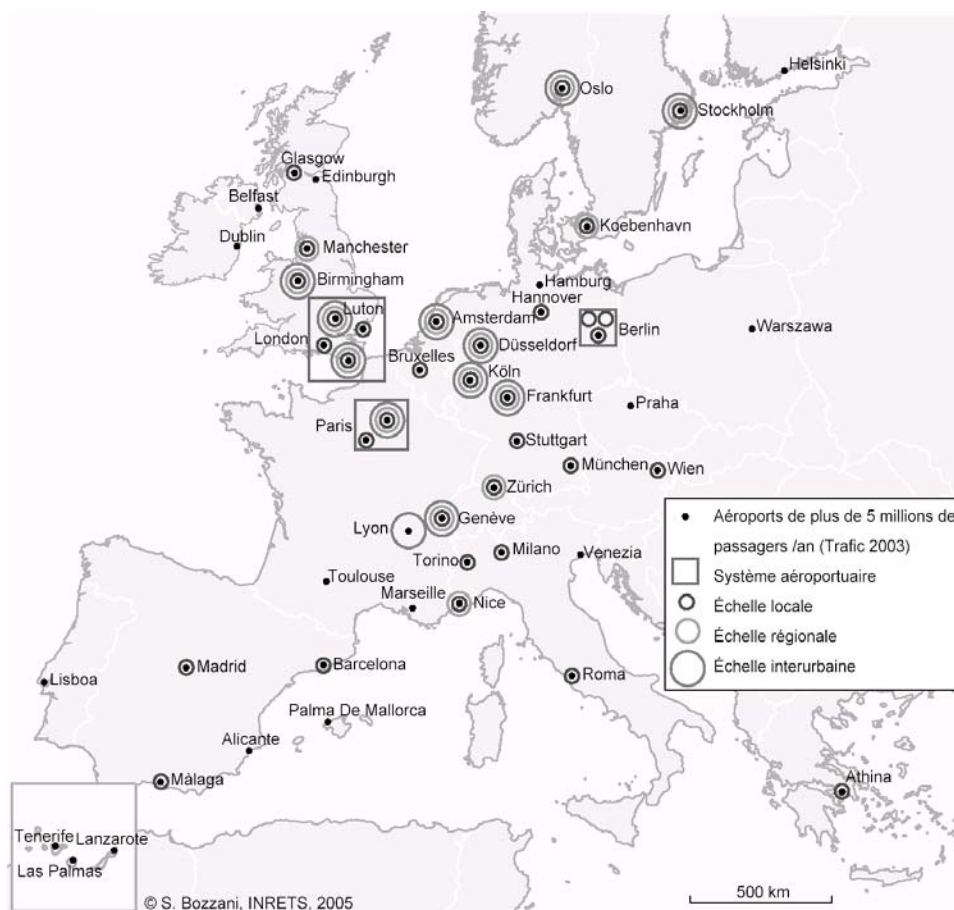 Helsinki
Oslo
Stockholm
Glasgow
Edinburgh
Belfast
Dublin
Koebenhavn
Manchester
Birmingham
Hamburg
Hannover
Luton
Amsterdam
Berlin
Warszawa
London
Düsseldorf
Bruxelles
Köln
Frankfurt
Praha
Paris
Stuttgart
München
Wien
Zürich
Lyon
Genève
Milano
Torino
Venezia
Toulouse
Marseille
Nice
Aéroports de plus de 5 millions de
passagers /an (Trafic 2003)
Système aéroportuaire
Échelle locale
Échelle régionale
Échelle interurbaine
Madrid
Barcelona
Roma
Lisboa
Palma De Mallorca
Alicante
Màlaga
Athina
Tenerife
Lanzarote
Las Palmas
500 km
© S. Bozzani, INRETS, 2005